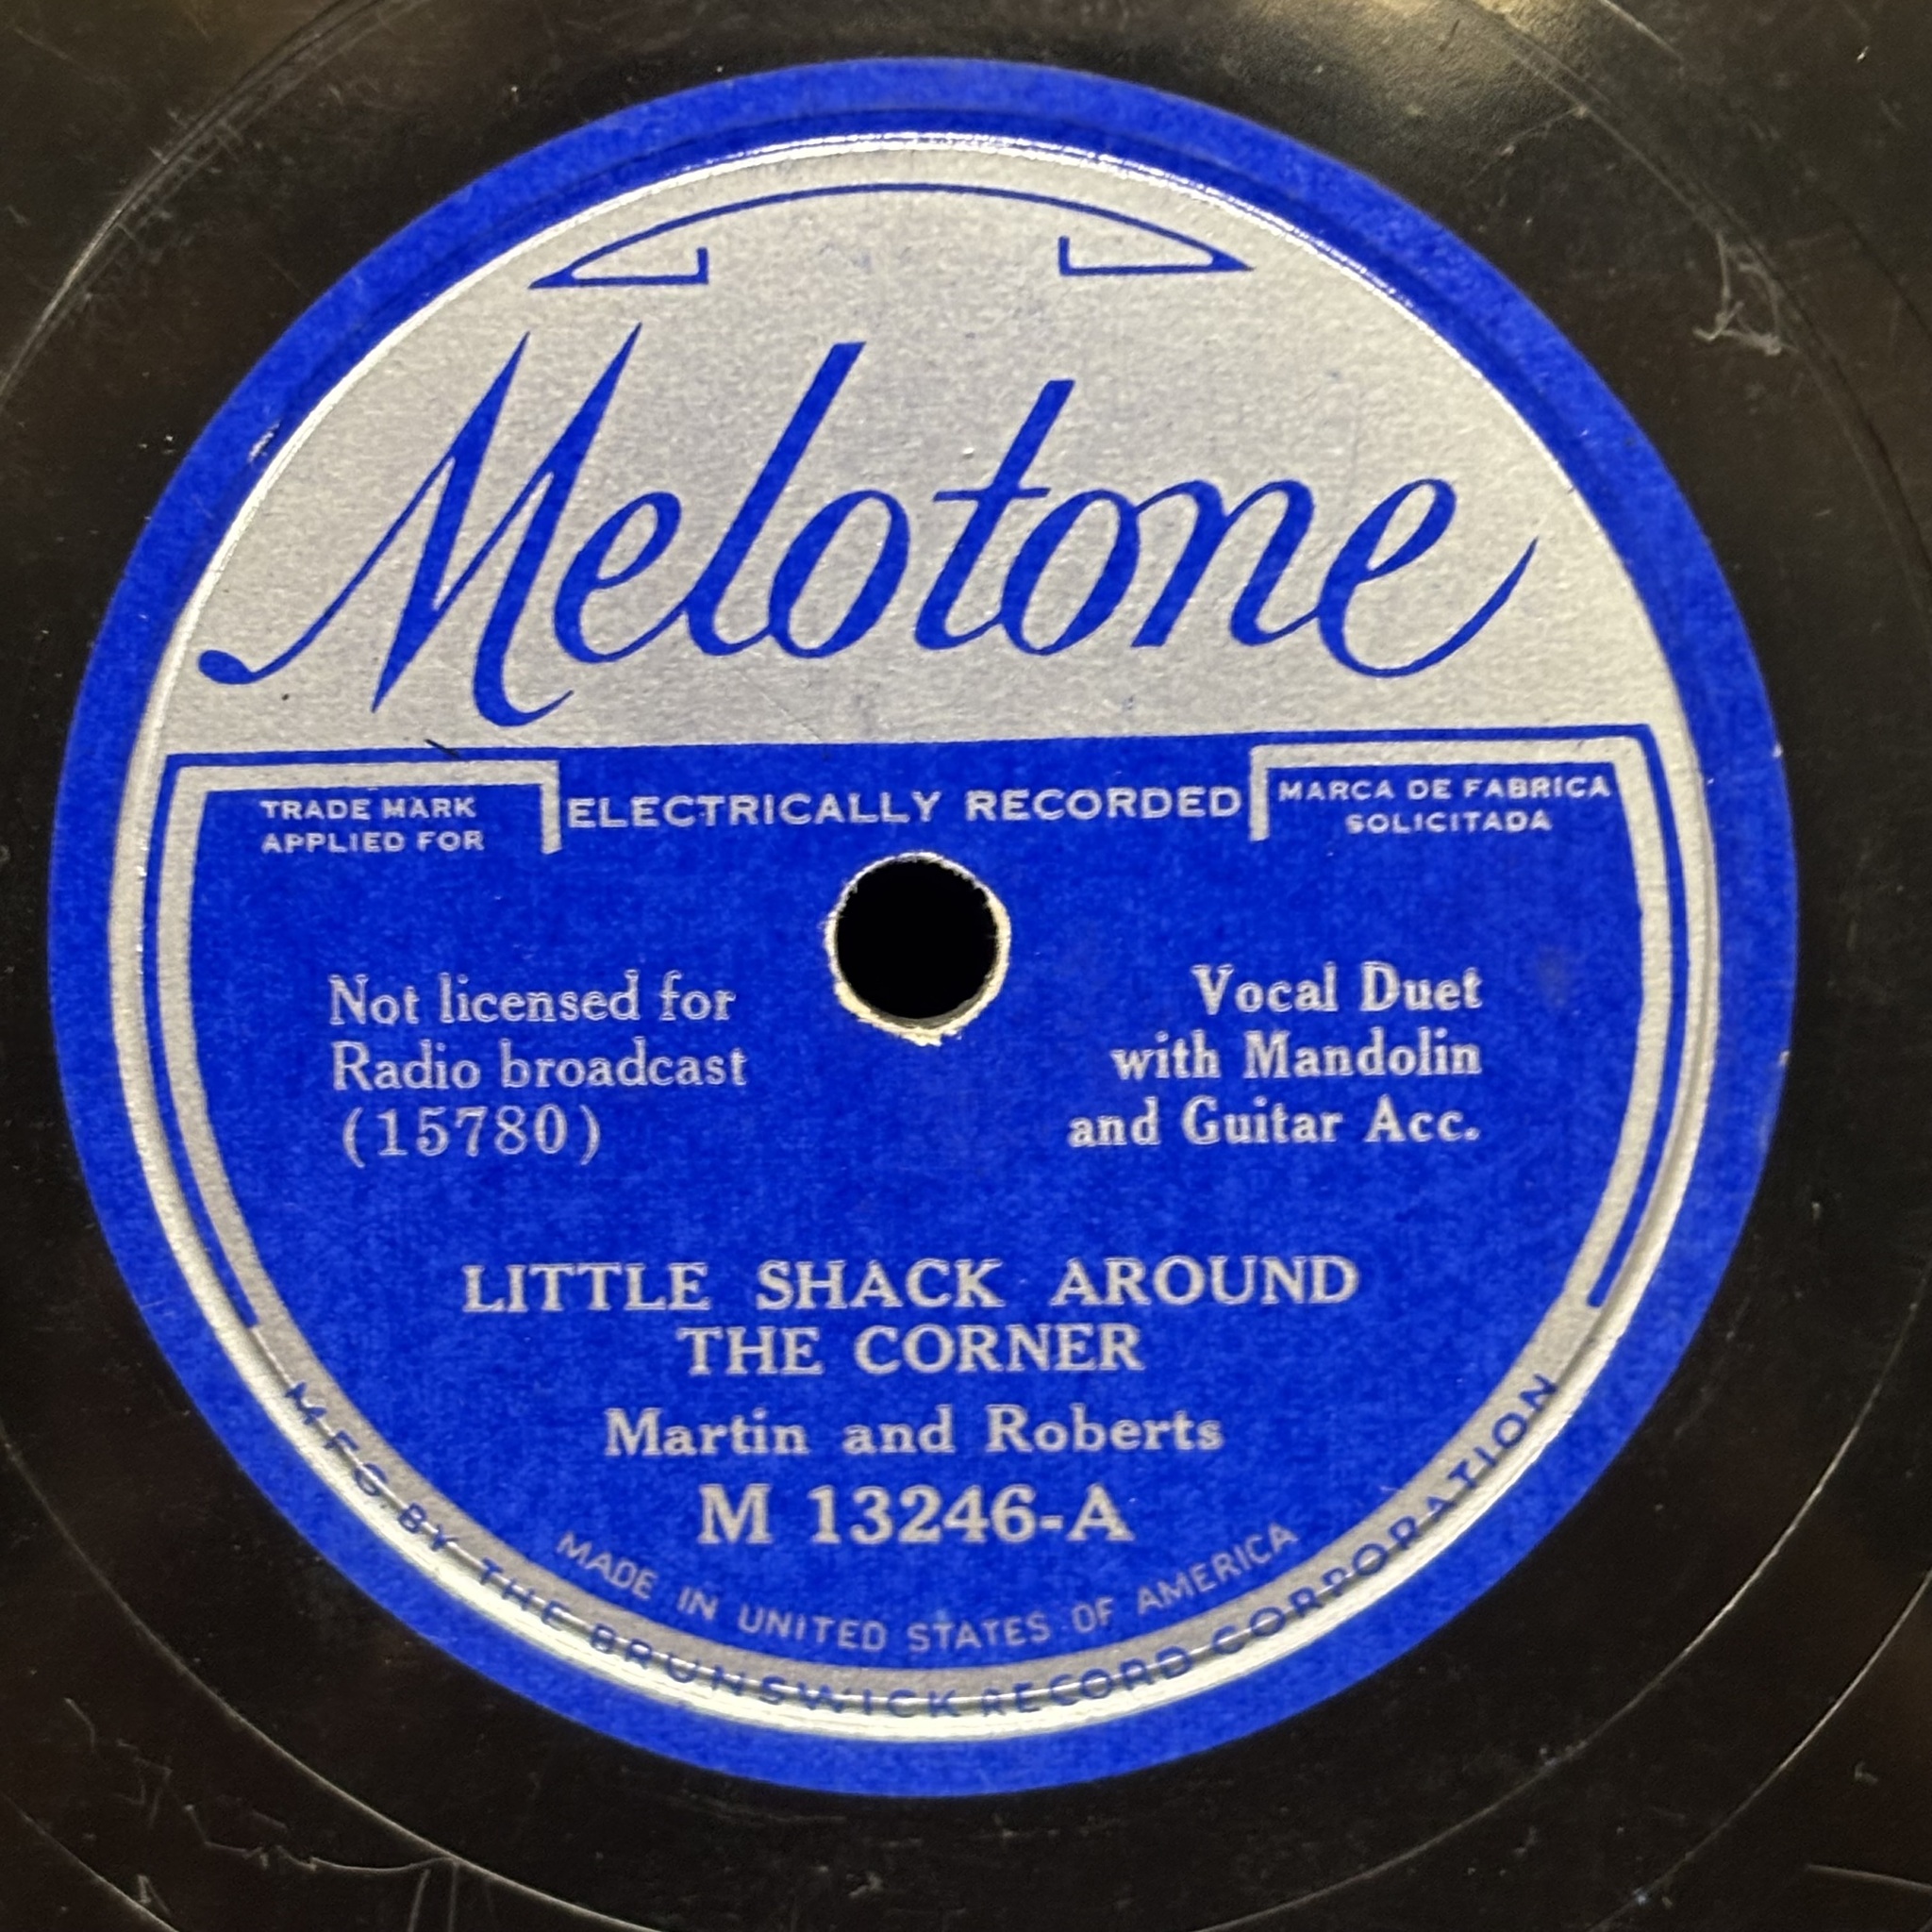 Melotone
TRADE MARK
APPLIED FOR
ELECTRICALLY RECORDED
MARCA DE FABRICA
SOLICITADA
Not licensed for
Radio broadcast
(15780)
Vocal Duet
with Mandolin
and Guitar Acc.
LITTLE SHACK AROUND
THE CORNER
Martin and Roberts
M 13246-A
MADE IN UNITED STATES OF AMERICA
MFG. BY THE BRUNSWICK RECORD CORPORATION